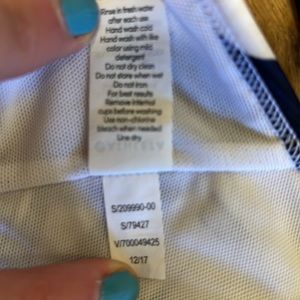 Rinse in fresh water
after each use
Hand wash cold
Hand wash with like
color using mild
detergent
Do not dry clean
Do not store when wet
Do not iron
For best results
Remove internal
cups before washing
Use non-chlorine
bleach when needed
Line dry
S/209990-00
S/79427
V/700049425
12/17